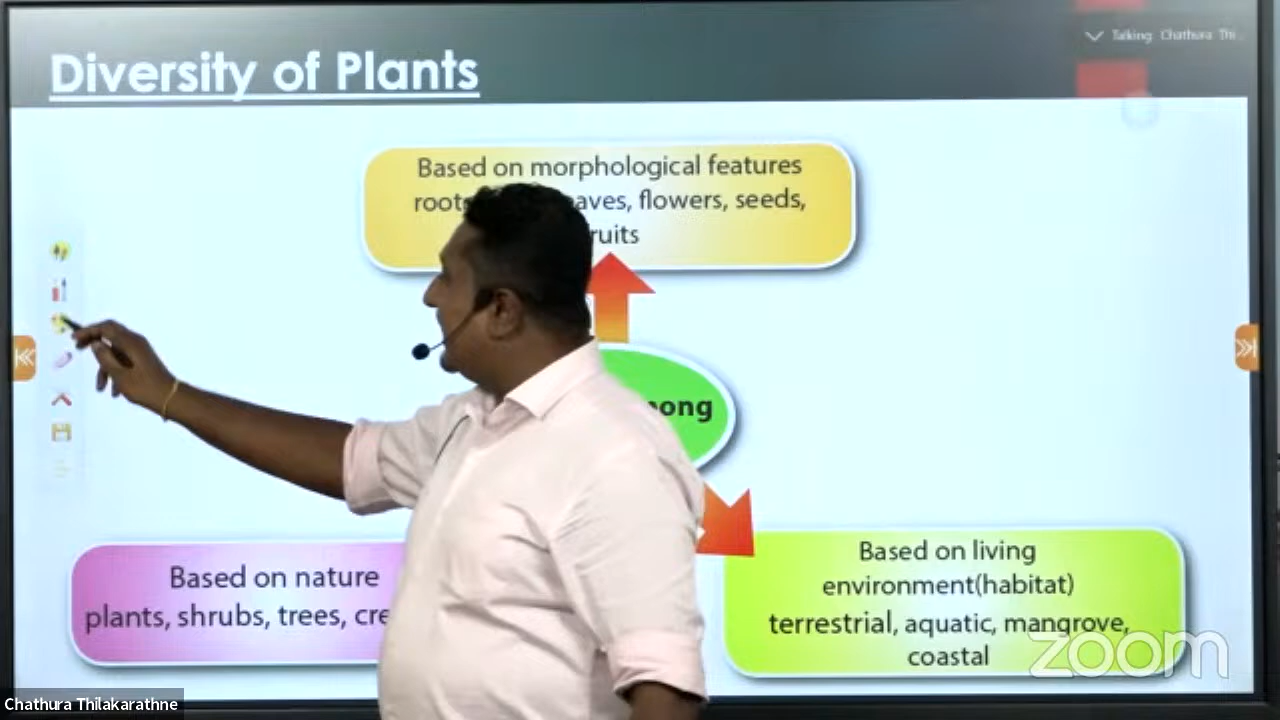 Diversity of Plants
Talking: Chathura Thi...
Based on morphological features
roots aves, flowers, seeds,
ruits
ong
Based on nature
plants, shrubs, trees, cre
Based on living
environment(habitat)
terrestrial, aquatic, mangrove,
coastal
zoom
Chathura Thilakarathne